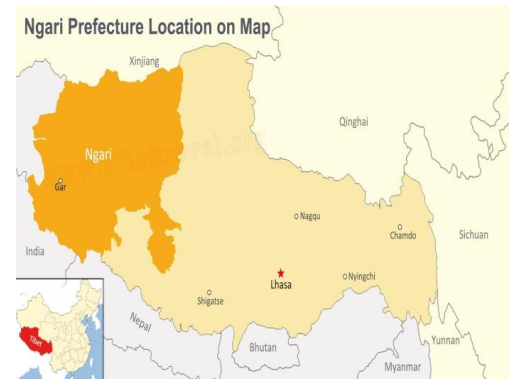 Ngari Prefecture Location on Map
Xinjiang
Qinghai
Ngari
Gar
Nagqu
Chamdo
Sichuan
India
Lhasa
Nyingchi
Shigatse
Nepal
Bhutan
Yunnan
Myanmar
Tibet